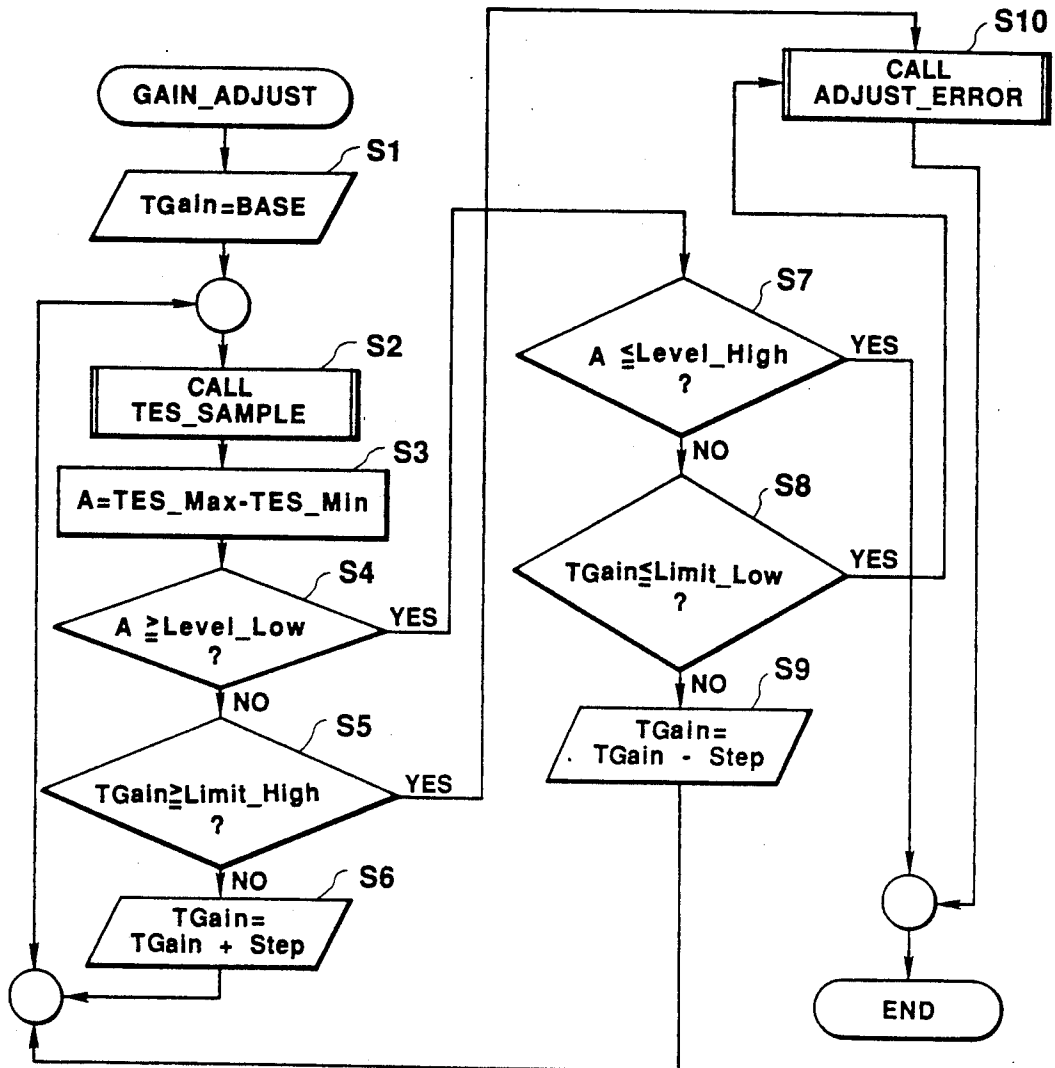 GAIN_ADJUST
S1
TGain=BASE
S2
CALL
TES_SAMPLE
S3
A=TES_Max-TES_Min
S4
A ≧Level_Low
?
YES
NO
S5
TGain≧Limit_High
?
YES
NO
S6
TGain=
TGain + Step
S7
A ≦Level_High
?
YES
NO
S8
TGain≦Limit_Low
?
YES
NO
S9
TGain=
TGain - Step
S10
CALL
ADJUST_ERROR
END